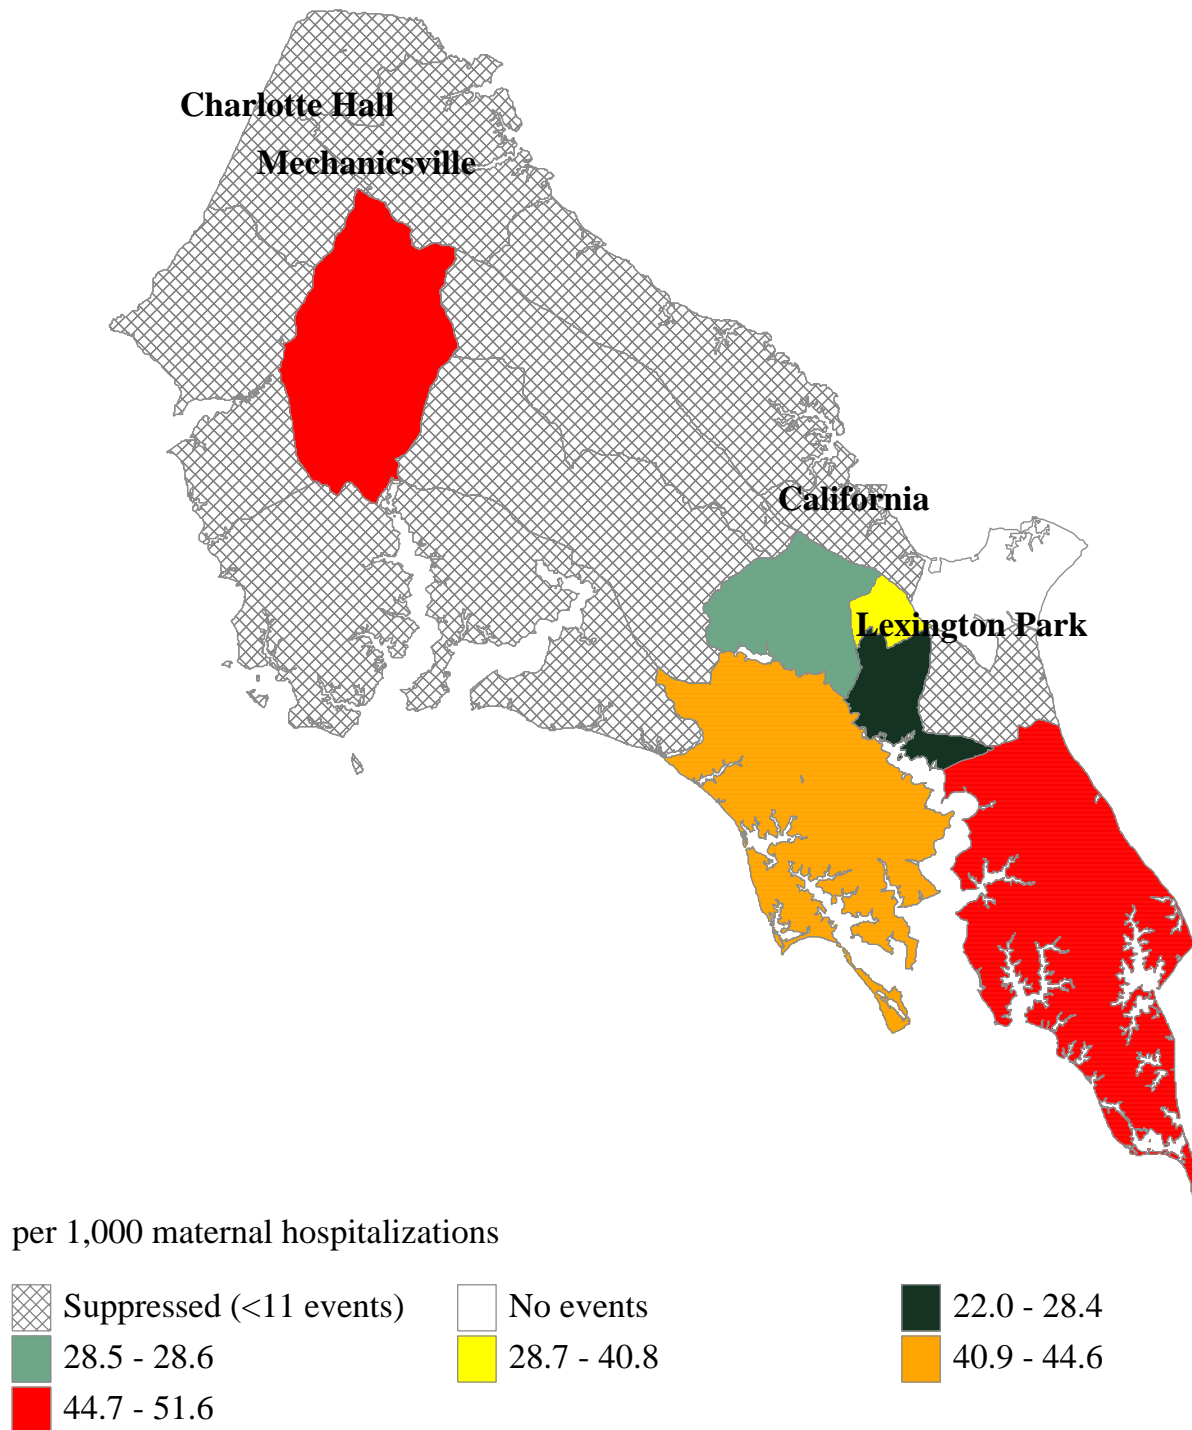 Charlotte Hall
Mechanicsville
California
Lexington Park
per 1,000 maternal hospitalizations
Suppressed (<11 events)
No events
22.0 - 28.4
28.5 - 28.6
28.7 - 40.8
40.9 - 44.6
44.7 - 51.6